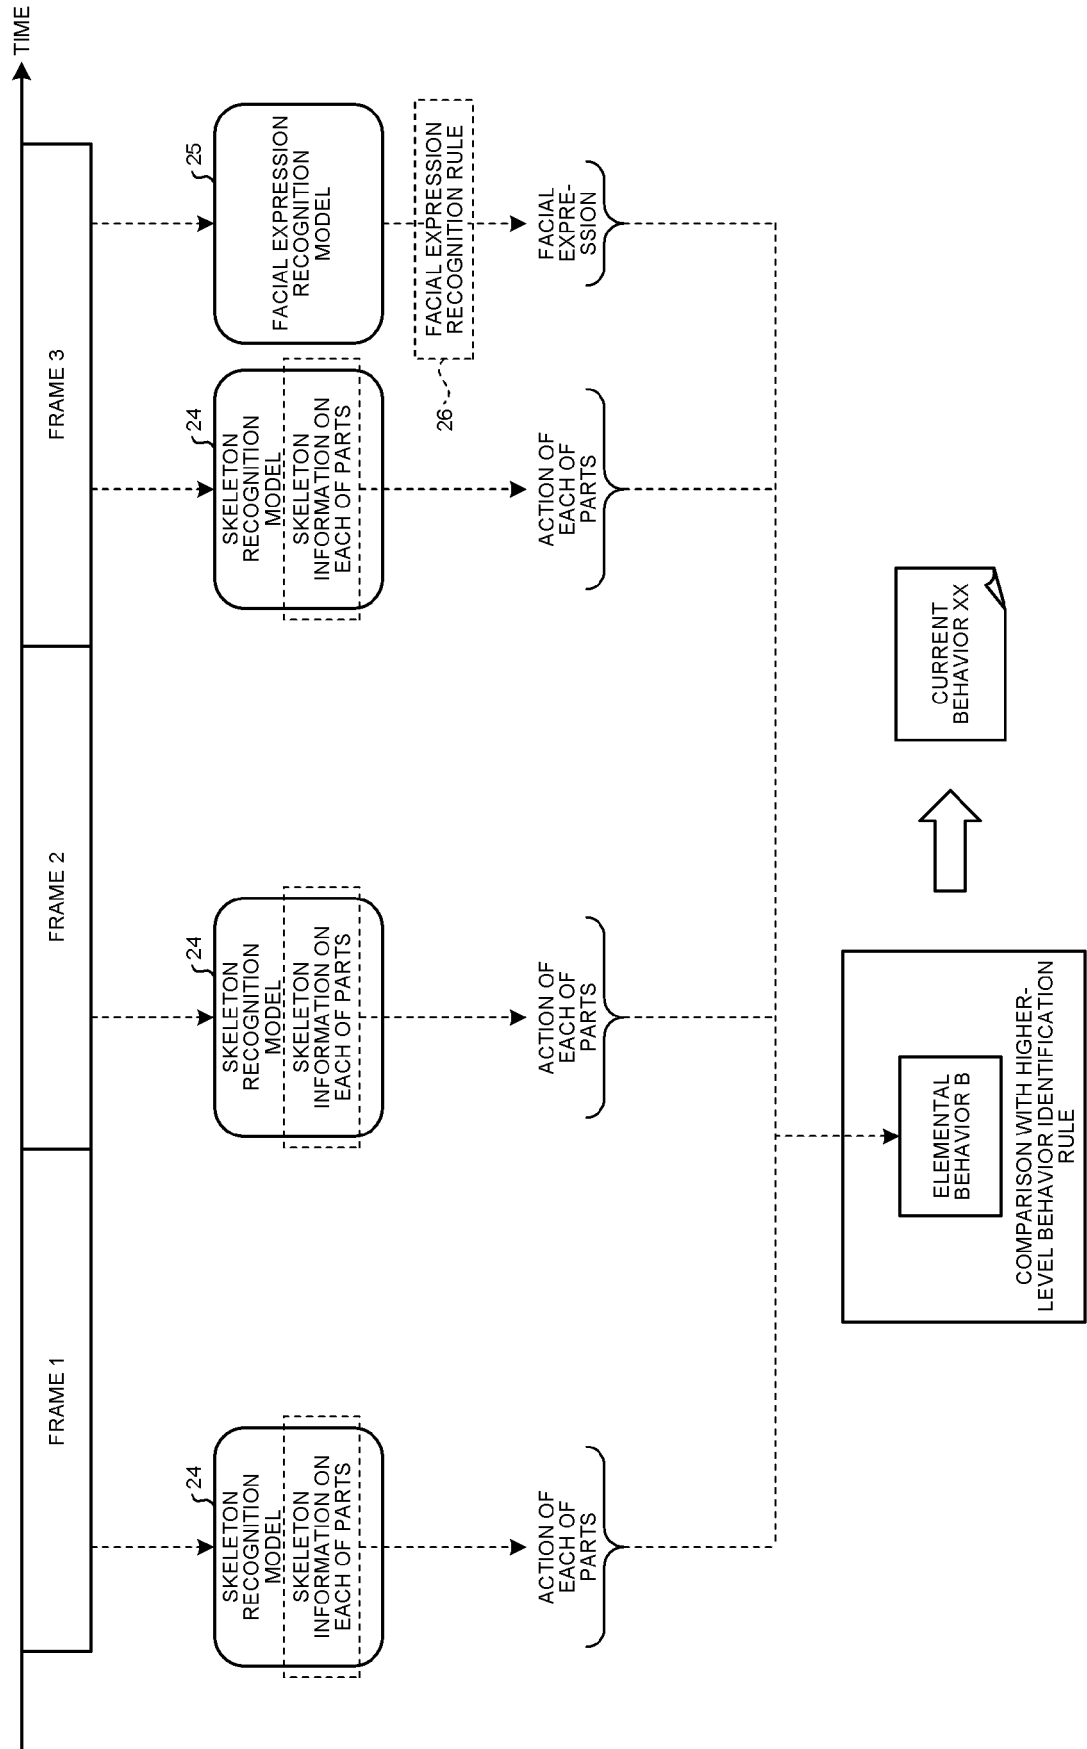 TIME
FRAME 1
FRAME 2
FRAME 3
24
SKELETON
RECOGNITION
MODEL
SKELETON
INFORMATION ON
EACH OF PARTS
24
SKELETON
RECOGNITION
MODEL
SKELETON
INFORMATION ON
EACH OF PARTS
24
SKELETON
RECOGNITION
MODEL
SKELETON
INFORMATION ON
EACH OF PARTS
25
FACIAL EXPRESSION
RECOGNITION
MODEL
26
FACIAL EXPRESSION
RECOGNITION RULE
ACTION OF
EACH OF
PARTS
ACTION OF
EACH OF
PARTS
ACTION OF
EACH OF
PARTS
FACIAL
EXPRE-
SSION
ELEMENTAL
BEHAVIOR B
COMPARISON WITH HIGHER-
LEVEL BEHAVIOR IDENTIFICATION
RULE
CURRENT
BEHAVIOR XX